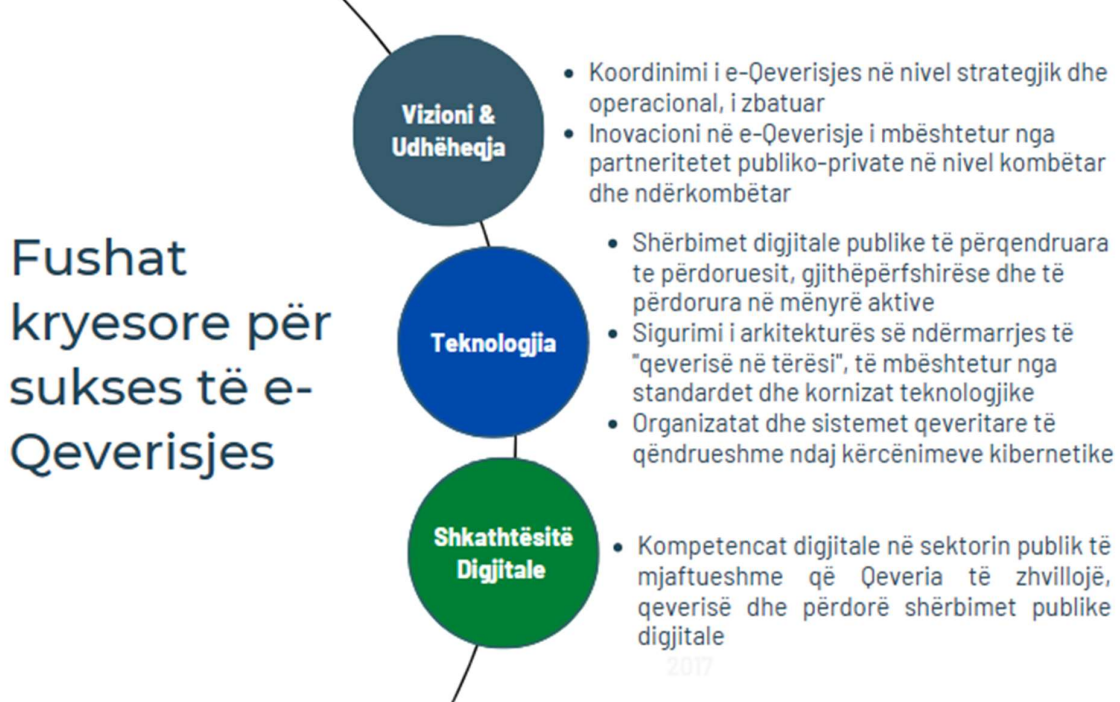 Fushat
kryesore për
sukses të e-
Qeverisjes
Vizioni &
Udhëheqja
• Koordinimi i e-Qeverisjes në nivel strategjik dhe
operacional, i zbatuar
• Inovacioni në e-Qeverisje i mbështetur nga
partneritetet publiko-private në nivel kombëtar
dhe ndërkombëtar
Teknologjia
• Shërbimet digjitale publike të përqendruara
te përdoruesit, gjithëpërfshirëse dhe të
përdorura në mënyrë aktive
• Sigurimi i arkitekturës së ndërmarrjes të
"qeverisë në tërësi", të mbështetur nga
standardet dhe kornizat teknologjike
• Organizatat dhe sistemet qeveritare të
qëndrueshme ndaj kërcënimeve kibernetike
Shkathtësitë
Digjitale
• Kompetencat digjitale në sektorin publik të
mjaftueshme që Qeveria të zhvillojë,
qeverisë dhe përdorë shërbimet publike
digjitale
2017